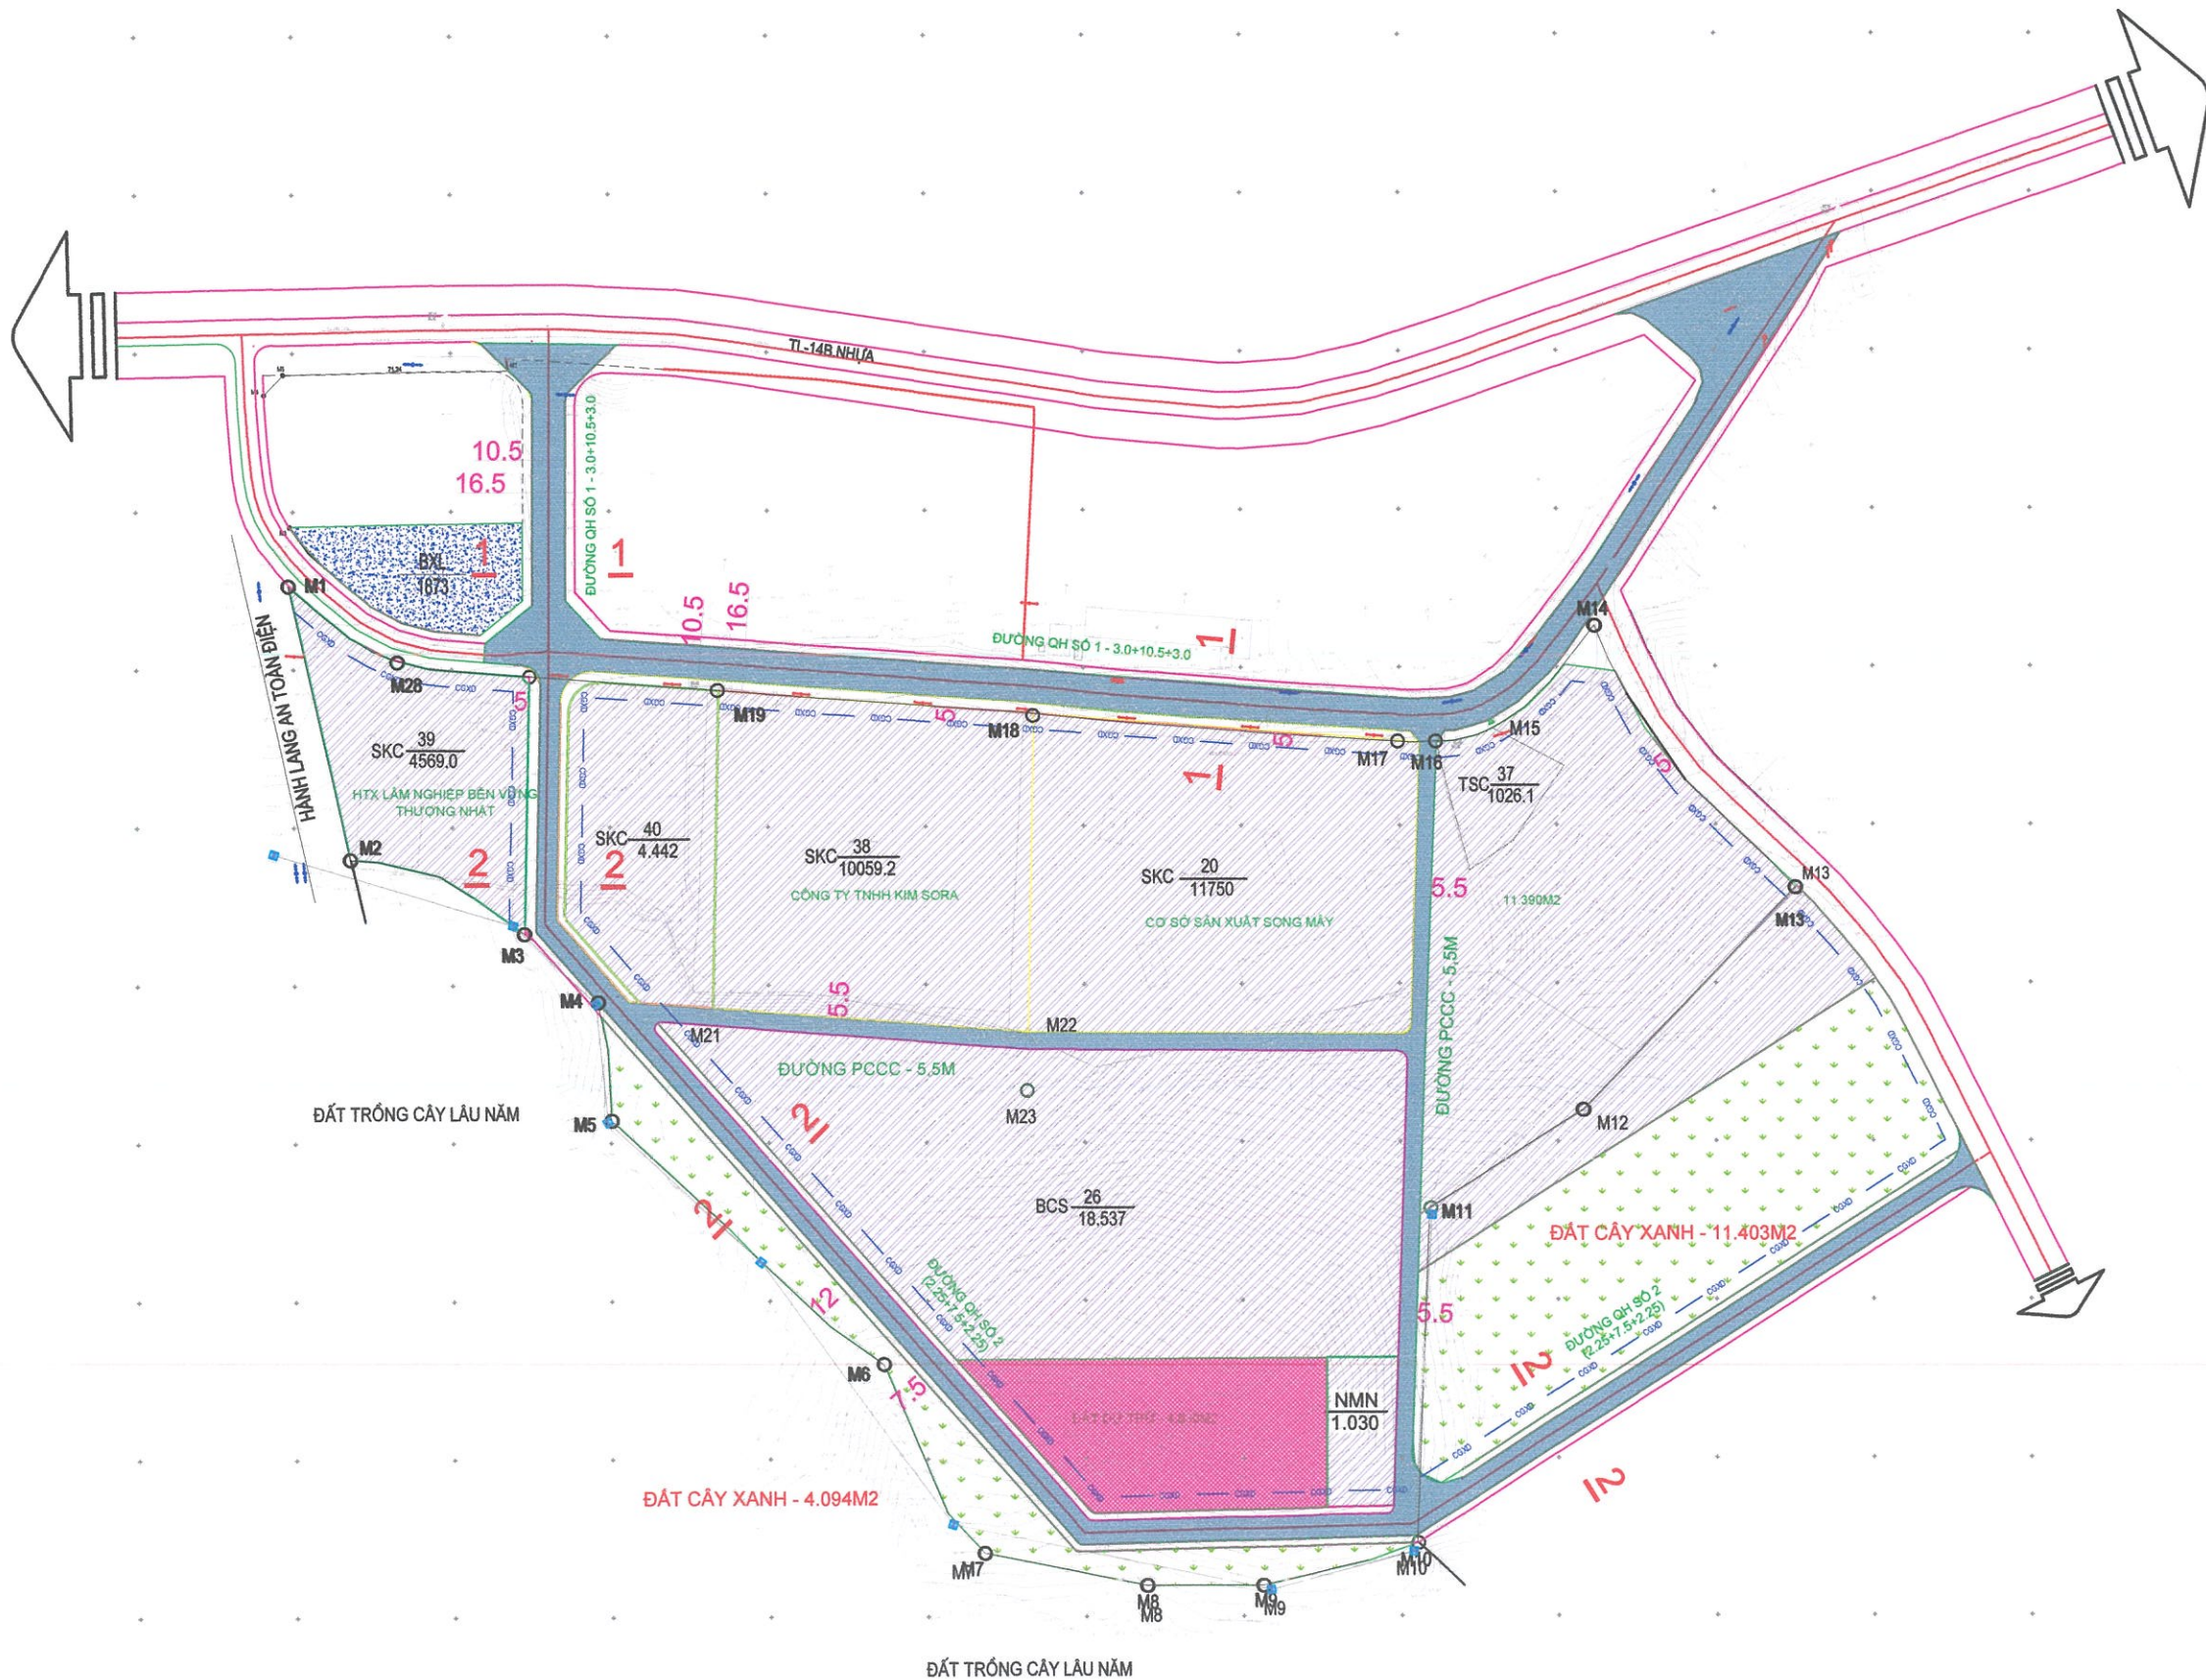 TL-14B NHỰA
10.5
16.5
ĐƯỜNG QH SỐ 1 - 3.0+10.5+3.0
BXL
1873
1
1
M1
10.5
16.5
ĐƯỜNG QH SỐ 1 - 3.0+10.5+3.0
1
M14
HÀNH LANG AN TOÀN ĐIỆN
CGXD
M28
5
M19
M18
5
5
M17
M16
M15
1
5
SKC 39
4569.0
HTX LÂM NGHIỆP BỀN VỮNG
THƯỢNG NHẬT
TSC 37
1026.1
M2
2
2
SKC 40
4.442
SKC 38
10059.2
CÔNG TY TNHH KIM SORA
SKC 20
11750
CƠ SỞ SẢN XUẤT SONG MÂY
5.5
11.390M2
M13
M13
M3
M4
5.5
M21
M22
ĐƯỜNG PCCC - 5,5M
ĐƯỜNG PCCC - 5,5M
ĐẤT TRỒNG CÂY LÂU NĂM
M5
2
M23
M12
BCS 26
18.537
M11
2
ĐẤT CÂY XANH - 11.403M2
12
ĐƯỜNG QH SỐ 2
(2.25+7.5+2.25)
5.5
ĐƯỜNG QH SỐ 2
(2.25+7.5+2.25)
M6
7.5
2
NMN
1.030
ĐẤT CÂY XANH - 4.094M2
2
M7
M8
M8
M9
M9
M10
M10
ĐẤT TRỒNG CÂY LÂU NĂM